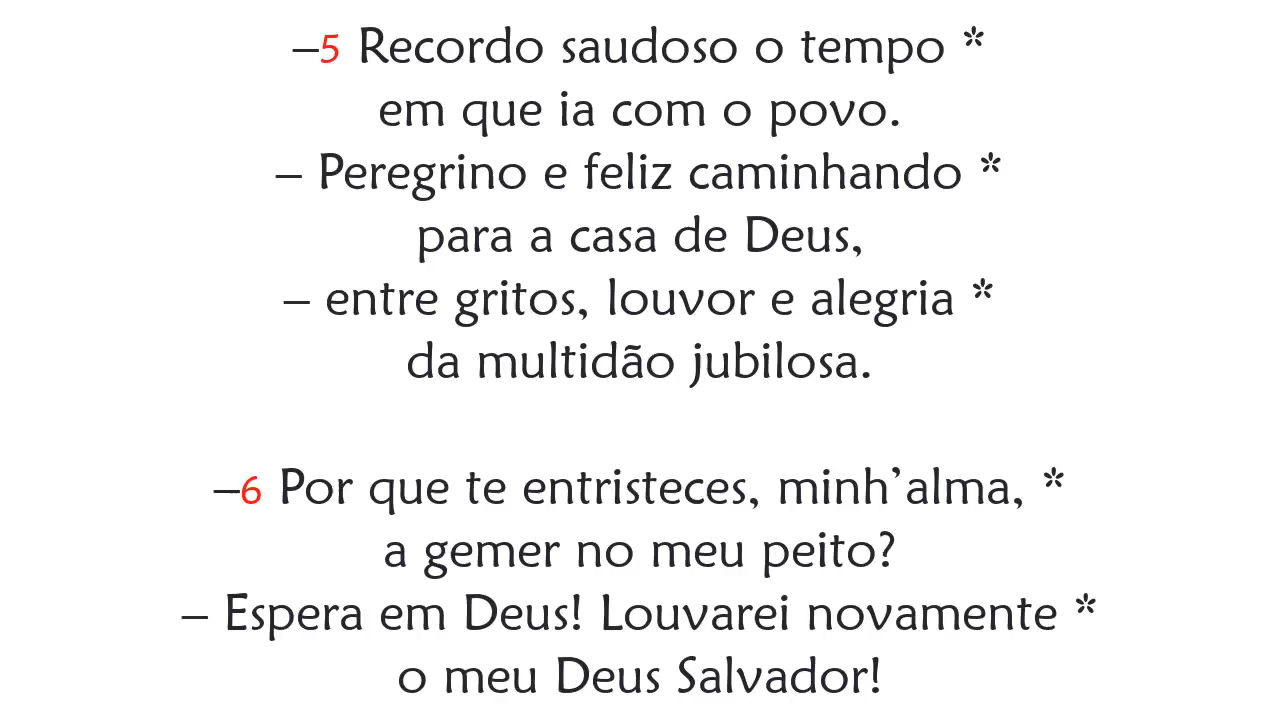 –5 Recordo saudoso o tempo *
em que ia com o povo.
– Peregrino e feliz caminhando *
para a casa de Deus,
– entre gritos, louvor e alegria *
da multidão jubilosa.
–6 Por que te entristeces, minh’alma, *
a gemer no meu peito?
– Espera em Deus! Louvarei novamente *
o meu Deus Salvador!